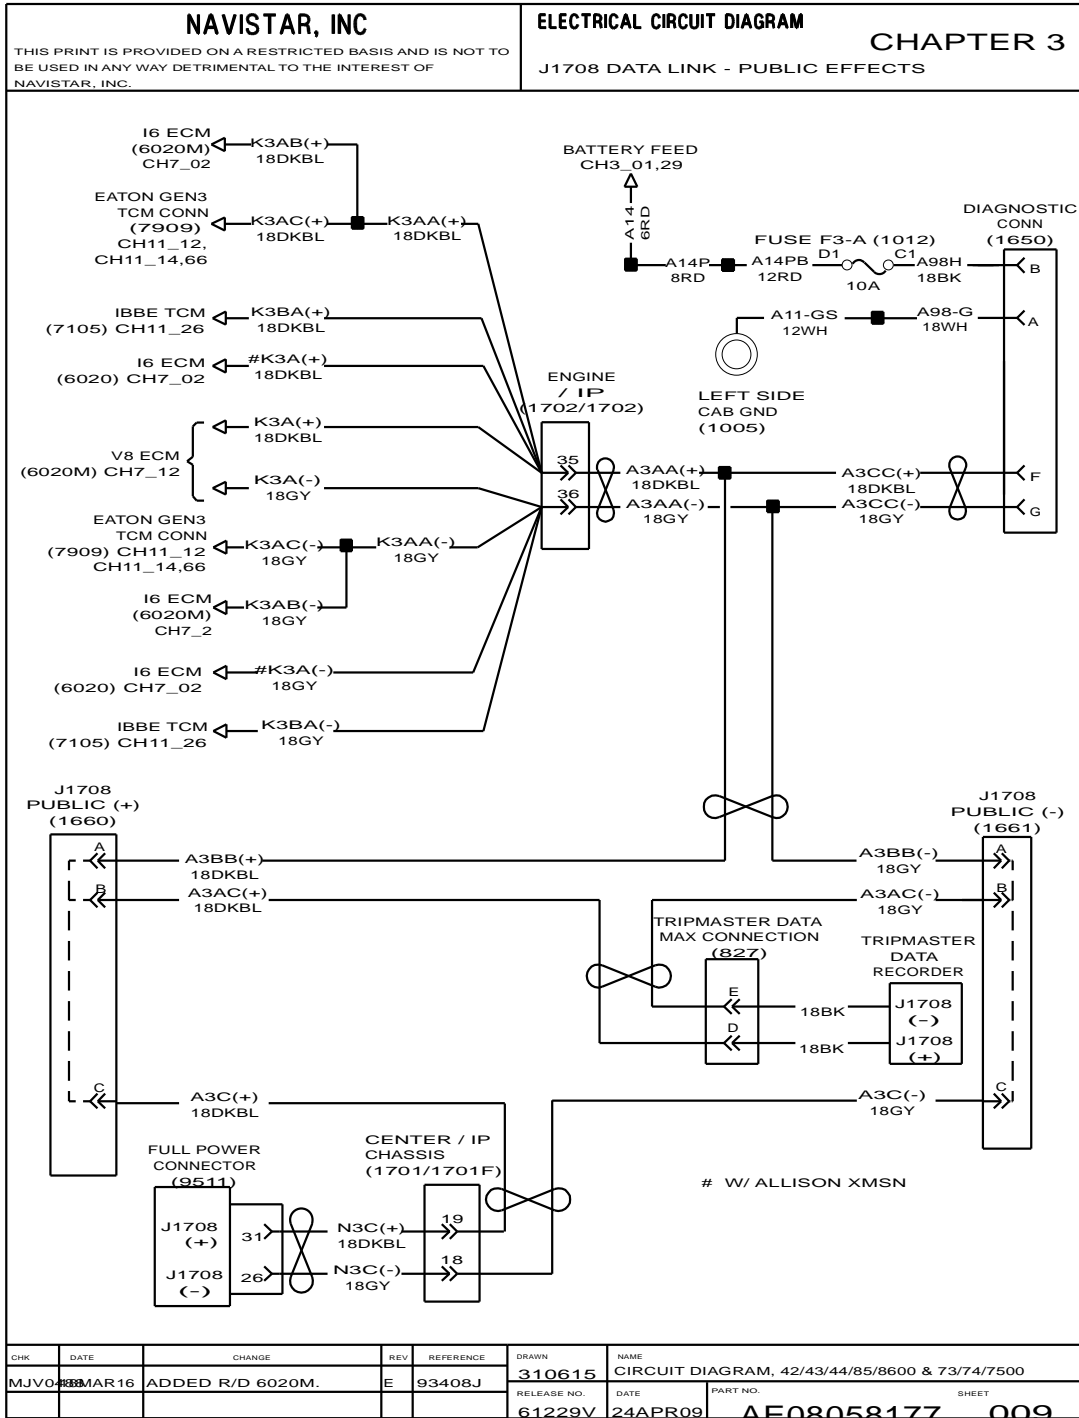 NAVISTAR, INC
THIS PRINT IS PROVIDED ON A RESTRICTED BASIS AND IS NOT TO
BE USED IN ANY WAY DETRIMENTAL TO THE INTEREST OF
NAVISTAR, INC.
ELECTRICAL CIRCUIT DIAGRAM
CHAPTER 3
J1708 DATA LINK - PUBLIC EFFECTS
I6 ECM
(6020M)
CH7_02
K3AB(+)
18DKBL
EATON GEN3
TCM CONN
(7909)
CH11_12,
CH11_14,66
K3AC(+)
18DKBL
K3AA(+)
18DKBL
IBBE TCM
(7105) CH11_26
K3BA(+)
18DKBL
I6 ECM
(6020) CH7_02
#K3A(+)
18DKBL
V8 ECM
(6020M) CH7_12
K3A(+)
18DKBL
K3A(-)
18GY
EATON GEN3
TCM CONN
(7909) CH11_12
CH11_14,66
K3AC(-)
18GY
K3AA(-)
18GY
I6 ECM
(6020M)
CH7_2
K3AB(-)
18GY
I6 ECM
(6020) CH7_02
#K3A(-)
18GY
IBBE TCM
(7105) CH11_26
K3BA(-)
18GY
BATTERY FEED
CH3_01,29
A14
6RD
A14P
8RD
A14PB
12RD
FUSE F3-A (1012)
D1
C1
10A
A98H
18BK
DIAGNOSTIC
CONN
(1650)
B
A
F
G
A11-GS
12WH
A98-G
18WH
LEFT SIDE
CAB GND
(1005)
ENGINE
/ IP
(1702/1702)
35
36
A3AA(+)
18DKBL
A3AA(-)
18GY
A3CC(+)
18DKBL
A3CC(-)
18GY
J1708
PUBLIC (+)
(1660)
A
B
C
A3BB(+)
18DKBL
A3AC(+)
18DKBL
A3C(+)
18DKBL
J1708
PUBLIC (-)
(1661)
A
B
C
A3BB(-)
18GY
A3AC(-)
18GY
A3C(-)
18GY
TRIPMASTER DATA
MAX CONNECTION
(827)
E
D
18BK
18BK
TRIPMASTER
DATA
RECORDER
J1708
(-)
J1708
(+)
FULL POWER
CONNECTOR
(9511)
J1708
(+)
J1708
(-)
31
26
N3C(+)
18DKBL
N3C(-)
18GY
CENTER / IP
CHASSIS
(1701/1701F)
19
18
# W/ ALLISON XMSN
CHK DATE CHANGE REV REFERENCE
MAR16 ADDED R/D 6020M. E 93408J
DRAWN
310615
NAME
CIRCUIT DIAGRAM, 42/43/44/85/8600 & 73/74/7500
RELEASE NO.
61229V
DATE
24APR09
PART NO.
AE08058177
SHEET
009